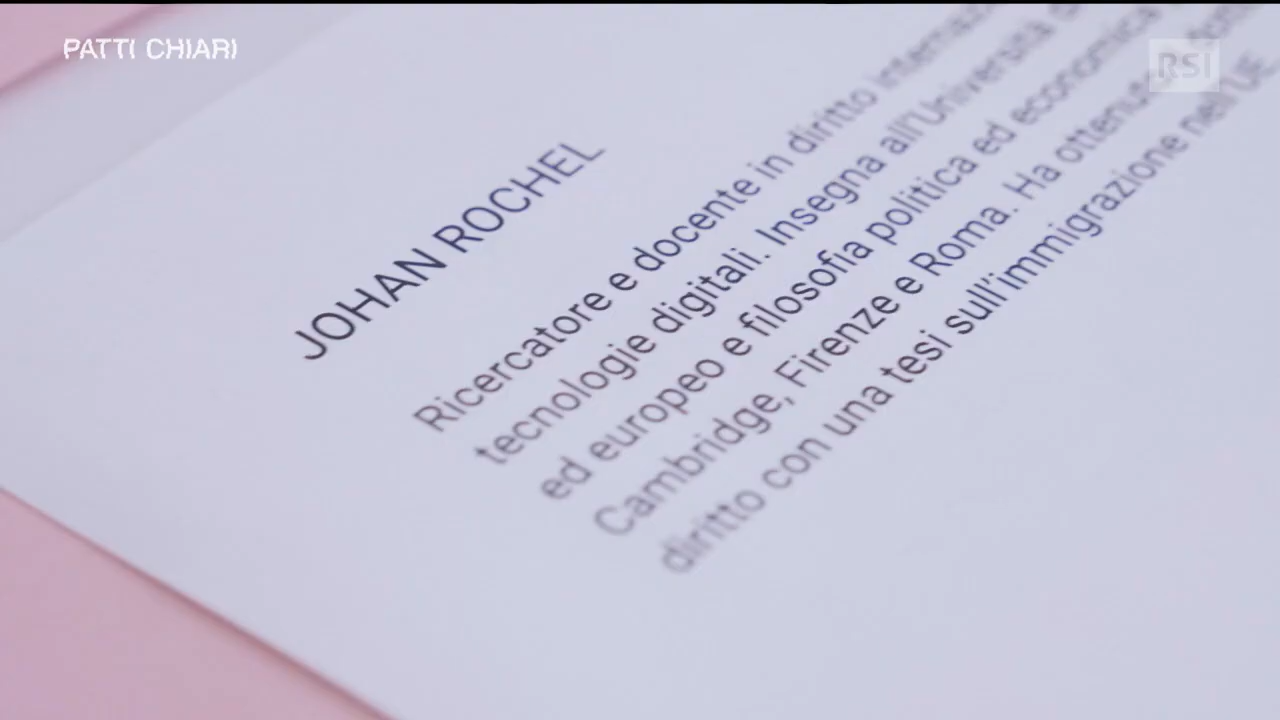 PATTI CHIARI
RSI
JOHAN ROCHEL
Ricercatore e docente in diritto
tecnologie digitali. Insegna all'Università
ed europeo e filosofia politica ed economica
Cambridge, Firenze e Roma. Ha ottenuto
diritto con una tesi sull'immigrazione nell'UE